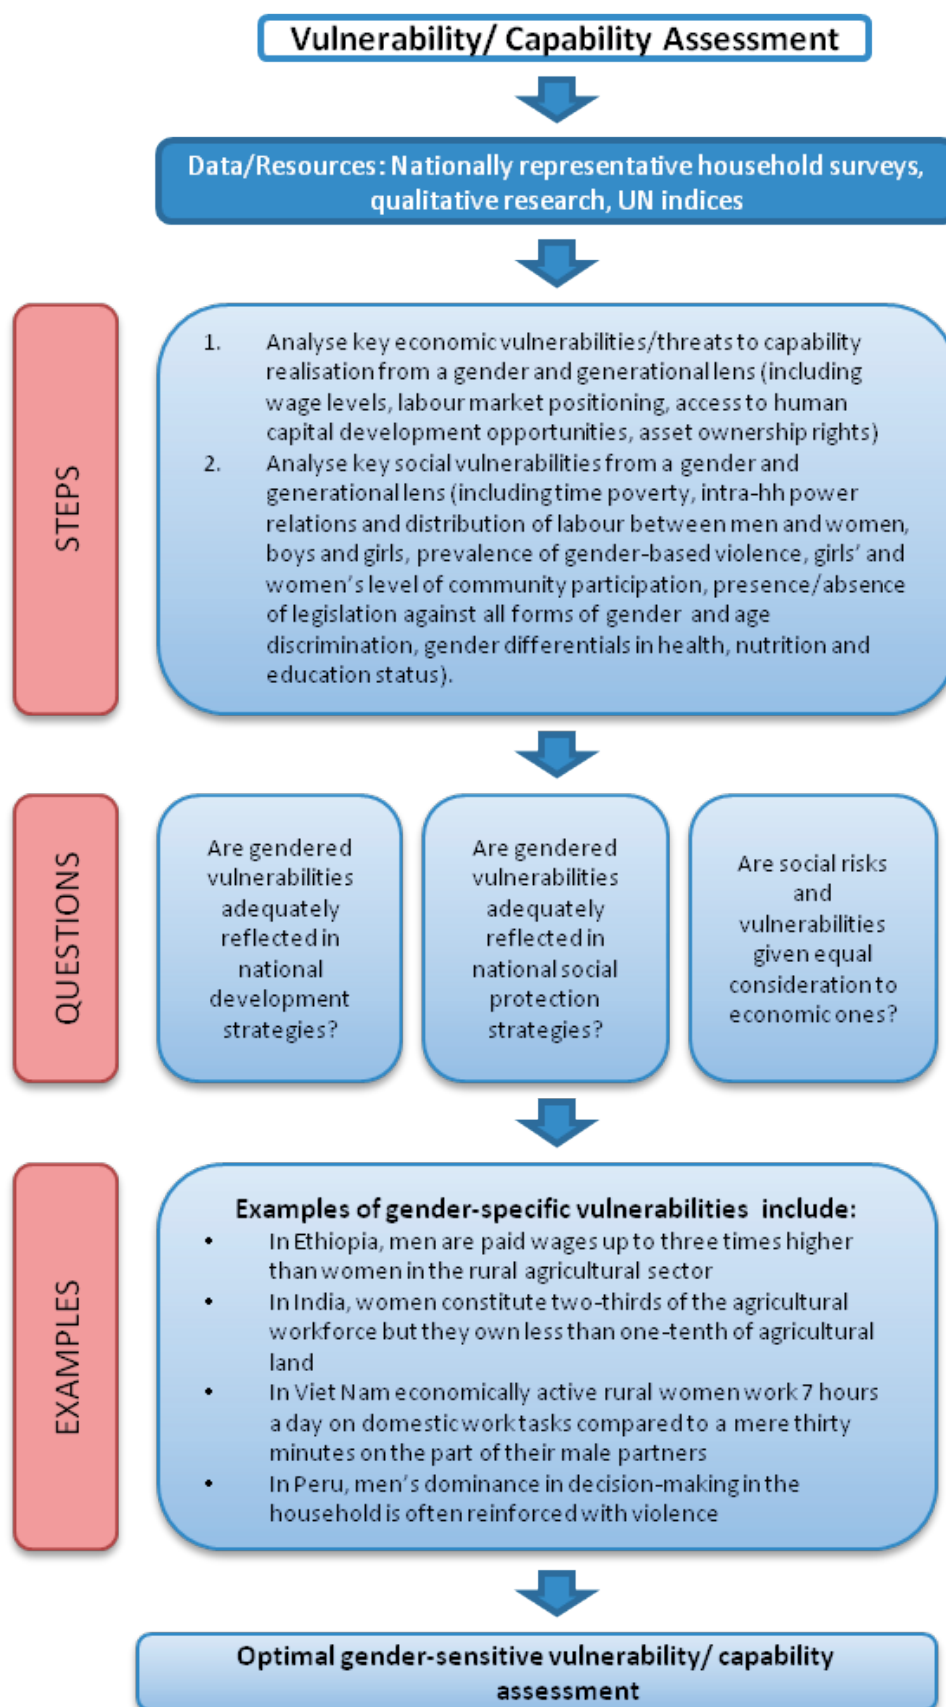 Vulnerability/ Capability Assessment
Data/Resources: Nationally representative household surveys,
qualitative research, UN indices
STEPS
1. Analyse key economic vulnerabilities/threats to capability
realisation from a gender and generational lens (including
wage levels, labour market positioning, access to human
capital development opportunities, asset ownership rights)
2. Analyse key social vulnerabilities from a gender and
generational lens (including time poverty, intra-hh power
relations and distribution of labour between men and women,
boys and girls, prevalence of gender-based violence, girls’ and
women’s level of community participation, presence/absence
of legislation against all forms of gender and age
discrimination, gender differentials in health, nutrition and
education status).
QUESTIONS
Are gendered
vulnerabilities
adequately
reflected in
national
development
strategies?
Are gendered
vulnerabilities
adequately
reflected in
national social
protection
strategies?
Are social risks
and
vulnerabilities
given equal
consideration to
economic ones?
EXAMPLES
Examples of gender-specific vulnerabilities include:
• In Ethiopia, men are paid wages up to three times higher
than women in the rural agricultural sector
• In India, women constitute two-thirds of the agricultural
workforce but they own less than one-tenth of agricultural
land
• In Viet Nam economically active rural women work 7 hours
a day on domestic work tasks compared to a mere thirty
minutes on the part of their male partners
• In Peru, men’s dominance in decision-making in the
household is often reinforced with violence
Optimal gender-sensitive vulnerability/ capability
assessment